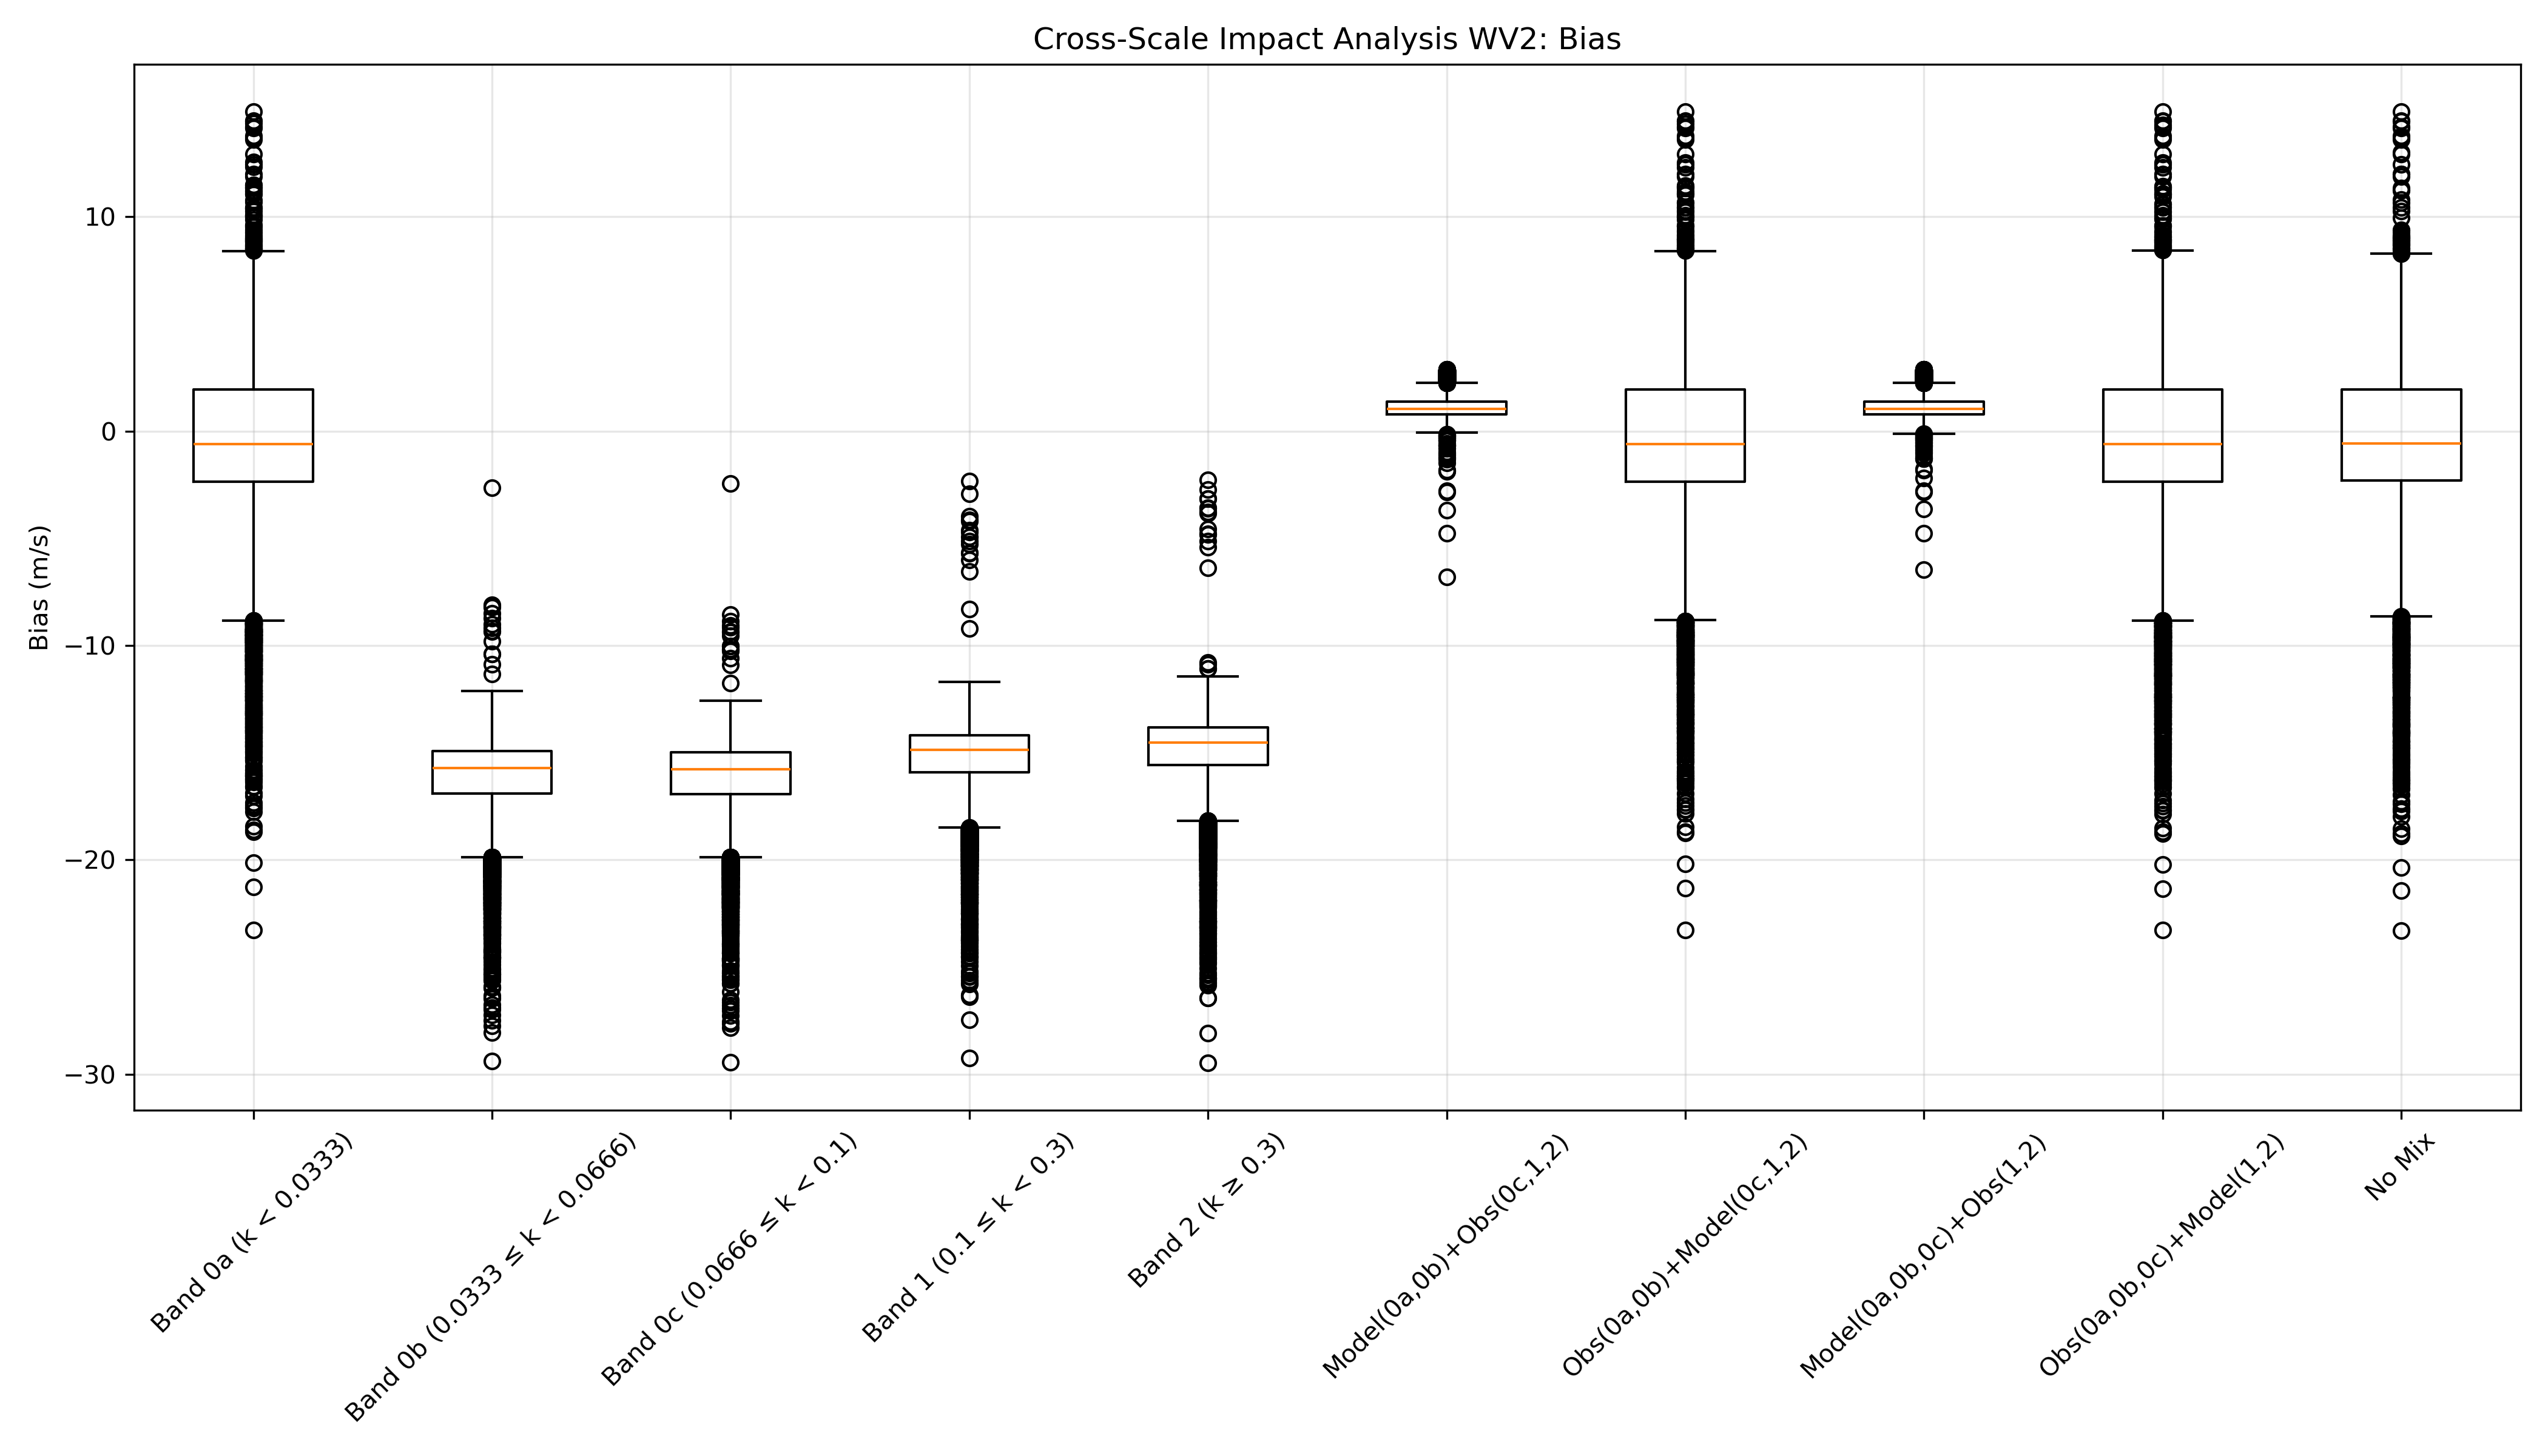 Cross-Scale Impact Analysis WV2: Bias
Bias (m/s)
10
0
−10
−20
−30
Band 0a (k < 0.0333)
Band 0b (0.0333 ≤ k < 0.0666)
Band 0c (0.0666 ≤ k < 0.1)
Band 1 (0.1 ≤ k < 0.3)
Band 2 (k ≥ 0.3)
Model(0a,0b)+Obs(0c,1,2)
Obs(0a,0b)+Model(0c,1,2)
Model(0a,0b,0c)+Obs(1,2)
Obs(0a,0b,0c)+Model(1,2)
No Mix